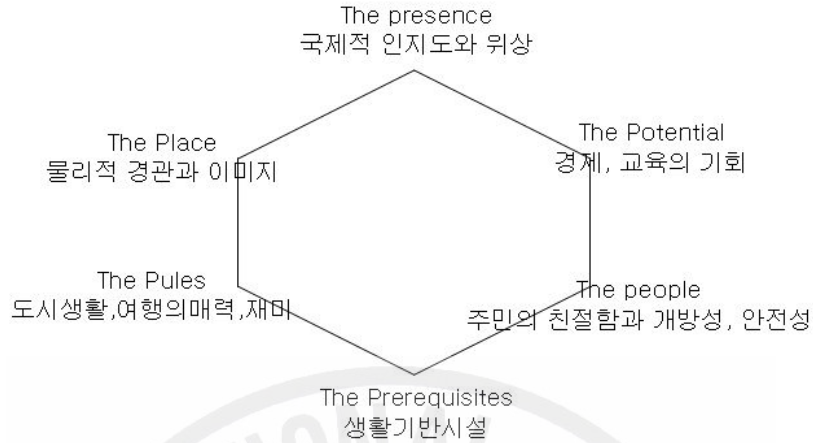 The presence
국제적 인지도와 위상
The Place
물리적 경관과 이미지
The Potential
경제, 교육의 기회
The Pules
도시생활,여행의매력,재미
The people
주민의 친절함과 개방성, 안전성
The Prerequisites
생활기반시설